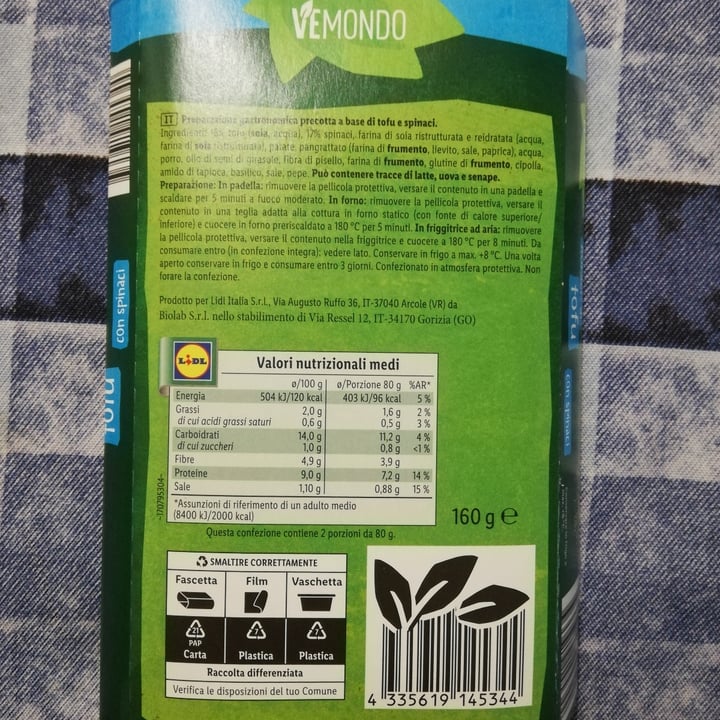 VEMONDO
IT Preparazione gastronomica precotta a base di tofu e spinaci.
tofu (soia, acqua), 17% spinaci, farina di soia ristrutturata e reidratata (acqua,
farina di soia ristrutturata), patate, pangrattato (farina di frumento, lievito, sale, paprica), acqua,
porro, olio di semi di girasole, fibra di pisello, farina di frumento, glutine di frumento, cipolla,
amido di tapioca, basilico, sale, pepe. Può contenere tracce di latte, uova e senape.
Preparazione: In padella: rimuovere la pellicola protettiva, versare il contenuto in una padella e
scaldare per 5 minuti a fuoco moderato. In forno: rimuovere la pellicola protettiva, versare il
contenuto in una teglia adatta alla cottura in forno statico (con fonte di calore superiore/
inferiore) e cuocere in forno preriscaldato a 180 °C per 5 minuti. In friggitrice ad aria: rimuovere
la pellicola protettiva, versare il contenuto nella friggitrice e cuocere a 180 °C per 8 minuti. Da
consumare entro (in confezione integra): vedere lato. Conservare in frigo a max. +8 °C. Una volta
aperto conservare in frigo e consumare entro 3 giorni. Confezionato in atmosfera protettiva. Non
forare la confezione.
Prodotto per Lidl Italia S.r.l., Via Augusto Ruffo 36, IT-37040 Arcole (VR) da
Biolab S.r.l. nello stabilimento di Via Ressel 12, IT-34170 Gorizia (GO)
LIDL
Valori nutrizionali medi
ø/100 g ø/Porzione 80 g %AR*
Energia 504 kJ/120 kcal 403 kJ/96 kcal 5 %
Grassi 2,0 g 1,6 g 2 %
di cui acidi grassi saturi 0,6 g 0,5 g 3 %
Carboidrati 14,0 g 11,2 g 4 %
di cui zuccheri 1,0 g 0,8 g <1 %
Fibre 4,9 g 3,9 g
Proteine 9,0 g 7,2 g 14 %
Sale 1,10 g 0,88 g 15 %
*Assunzioni di riferimento di un adulto medio
(8400 kJ/2000 kcal)
-170795304-
160 g e
Questa confezione contiene 2 porzioni da 80 g.
SMALTIRE CORRETTAMENTE
Fascetta Film Vaschetta
21 7 7
PAP
Carta Plastica Plastica
Raccolta differenziata
Verifica le disposizioni del tuo Comune
4 335619 145344
Tofu
con spinaci
tofu
con spinaci